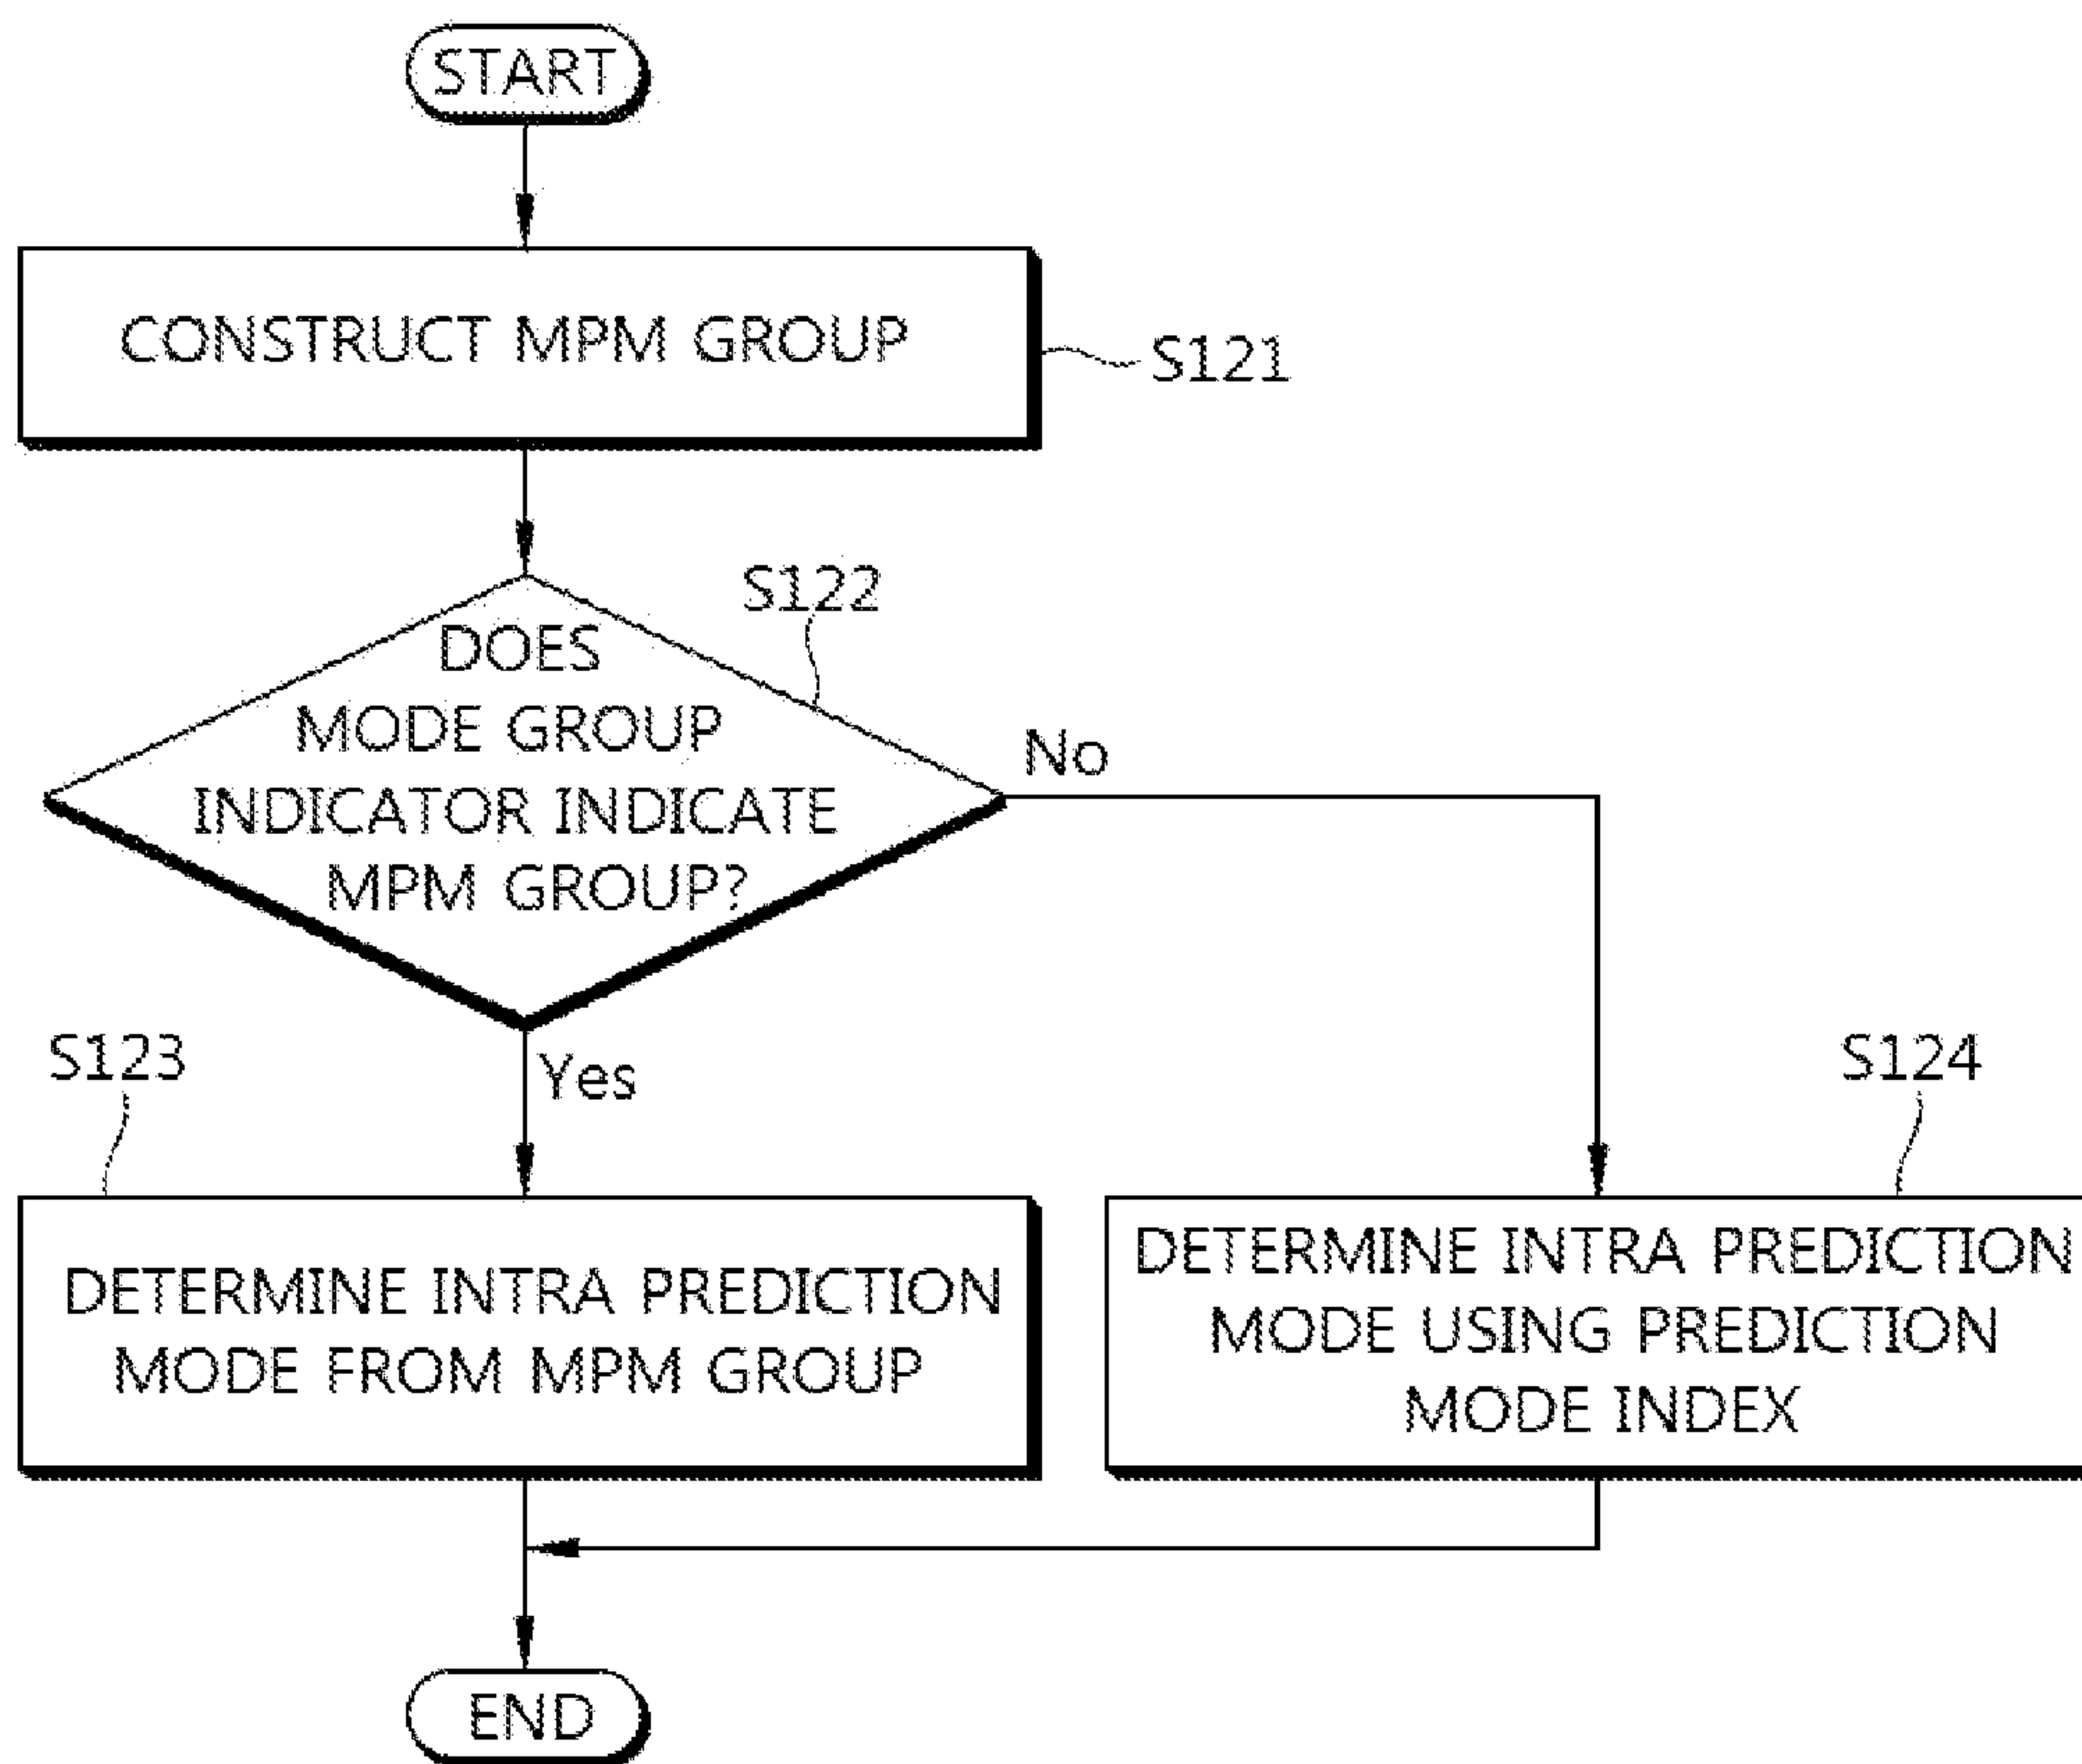 START
CONSTRUCT MPM GROUP
S121
S122
DOES
MODE GROUP
INDICATOR INDICATE
MPM GROUP?
No
Yes
S123
DETERMINE INTRA PREDICTION
MODE FROM MPM GROUP
S124
DETERMINE INTRA PREDICTION
MODE USING PREDICTION
MODE INDEX
END